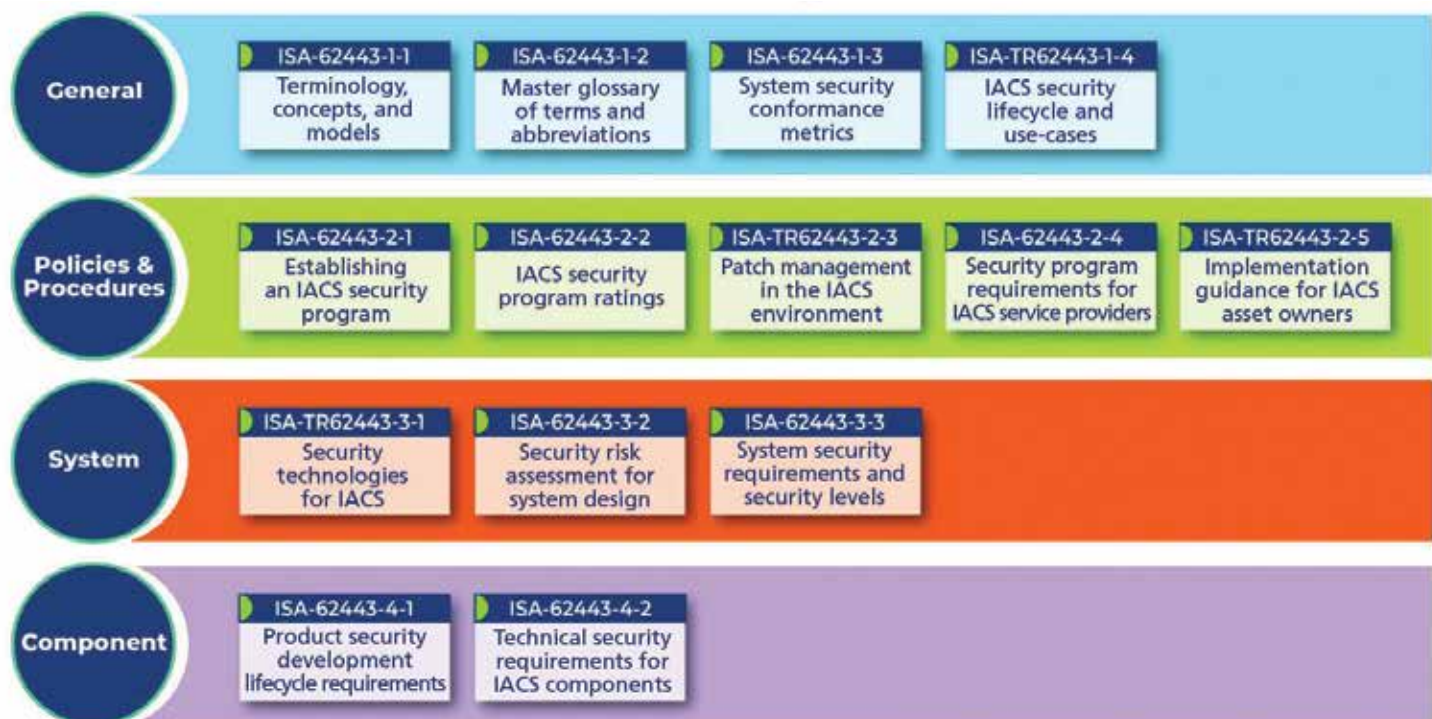 General
ISA-62443-1-1
Terminology,
concepts, and
models
ISA-62443-1-2
Master glossary
of terms and
abbreviations
ISA-62443-1-3
System security
conformance
metrics
ISA-TR62443-1-4
IACS security
lifecycle and
use-cases
Policies &
Procedures
ISA-62443-2-1
Establishing
an IACS security
program
ISA-62443-2-2
IACS security
program ratings
ISA-TR62443-2-3
Patch management
in the IACS
environment
ISA-62443-2-4
Security program
requirements for
IACS service providers
ISA-TR62443-2-5
Implementation
guidance for IACS
asset owners
System
ISA-TR62443-3-1
Security
technologies
for IACS
ISA-62443-3-2
Security risk
assessment for
system design
ISA-62443-3-3
System security
requirements and
security levels
Component
ISA-62443-4-1
Product security
development
lifecycle requirements
ISA-62443-4-2
Technical security
requirements for
IACS components